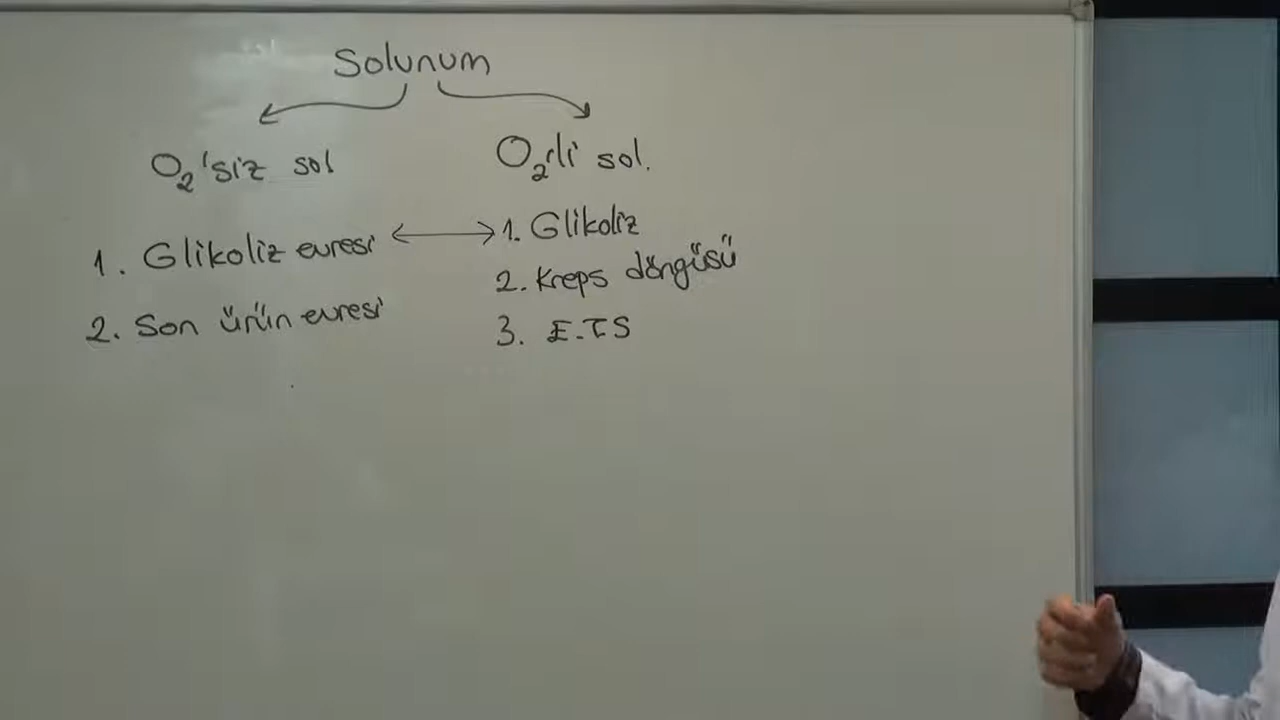 Solunum
O2'siz sol
O2'li sol.
1. Glikoliz evresi
2. Son ürün evresi
1. Glikoliz
2. Kreps döngüsü
3. E.T.S